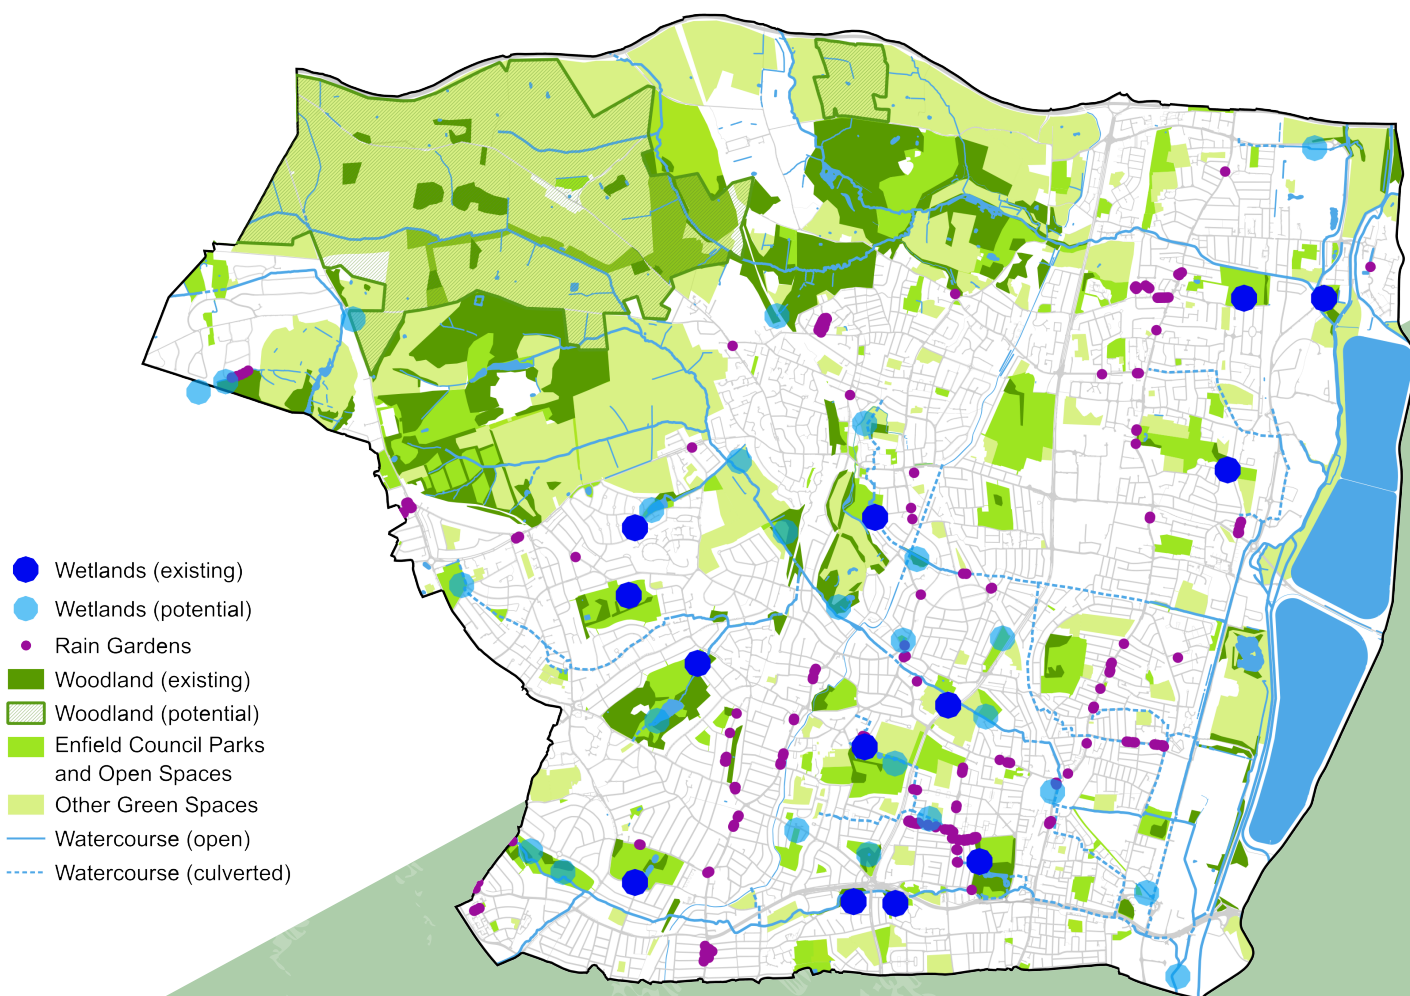 Wetlands (existing)
Wetlands (potential)
Rain Gardens
Woodland (existing)
Woodland (potential)
Enfield Council Parks
and Open Spaces
Other Green Spaces
Watercourse (open)
Watercourse (culverted)